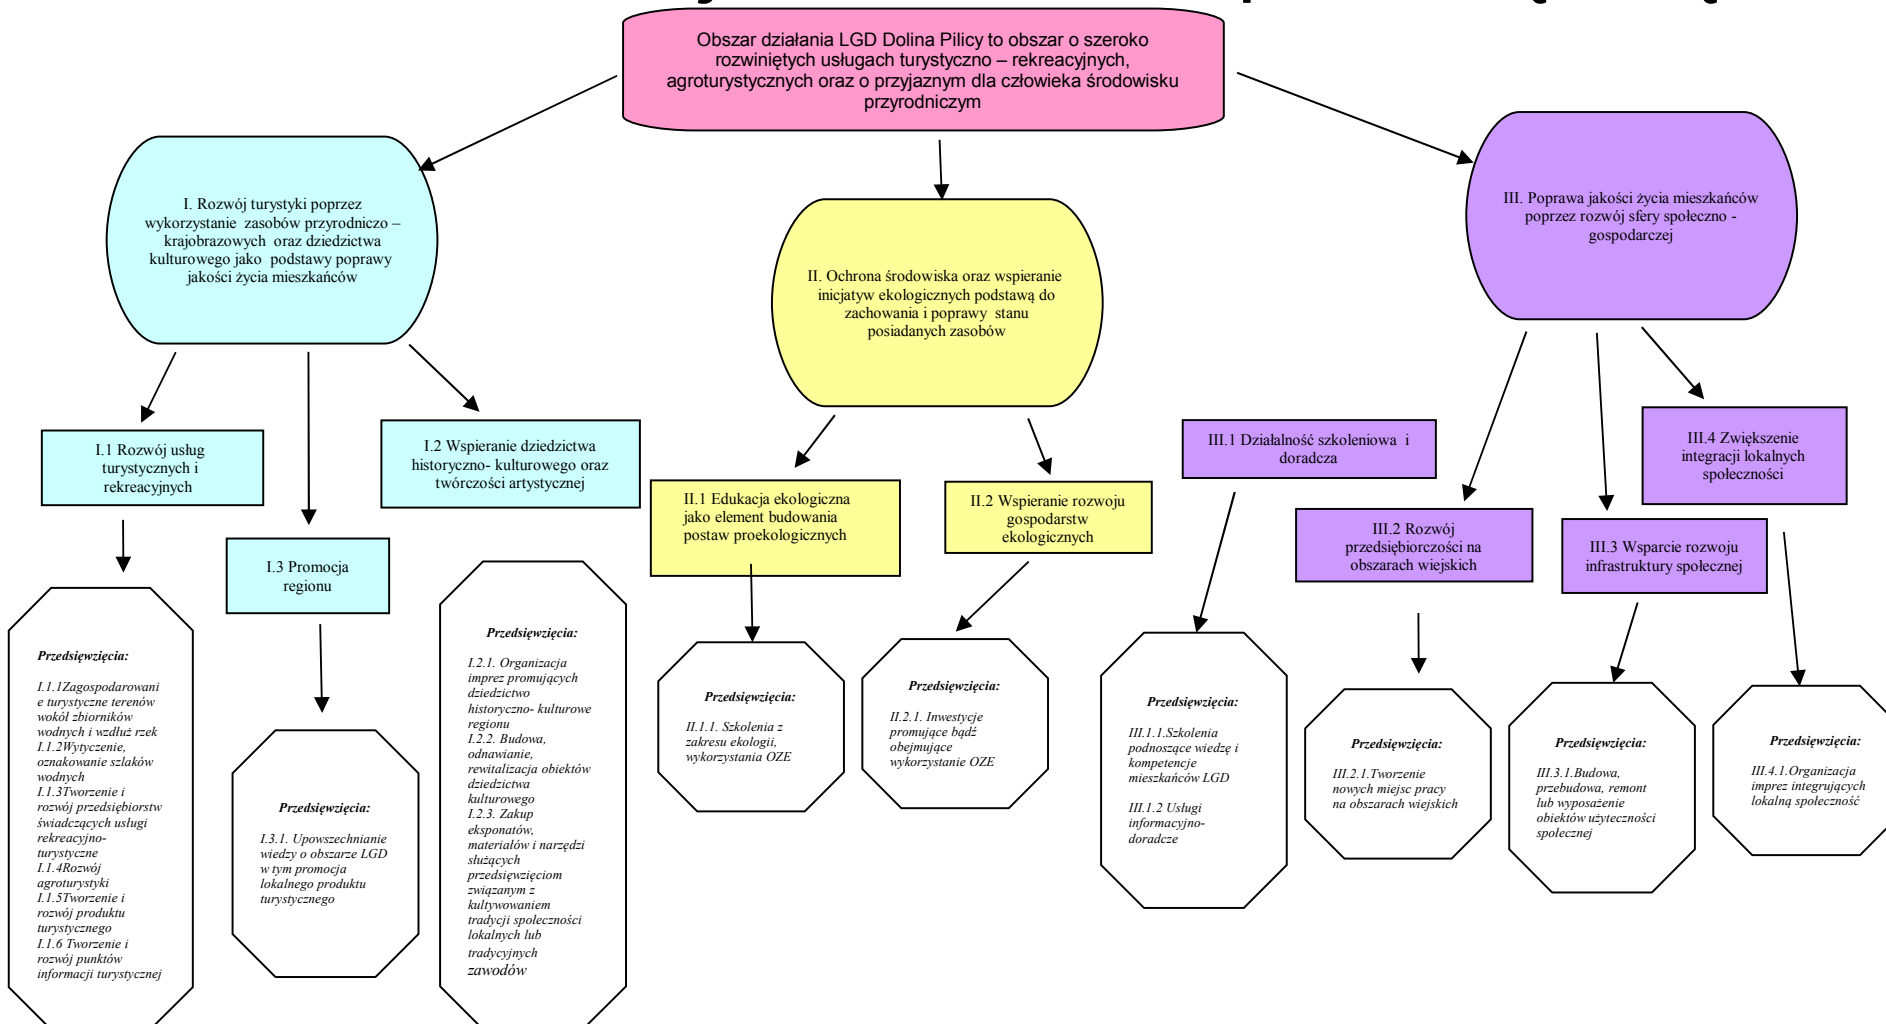 Obszar działania LGD Dolina Pilicy to obszar o szeroko
rozwiniętych usługach turystyczno – rekreacyjnych,
agroturystycznych oraz o przyjaznym dla człowieka środowisku
przyrodniczym
I. Rozwój turystyki poprzez
wykorzystanie zasobów przyrodniczo –
krajobrazowych oraz dziedzictwa
kulturowego jako podstawy poprawy
jakości życia mieszkańców
II. Ochrona środowiska oraz wspieranie
inicjatyw ekologicznych podstawą do
zachowania i poprawy stanu
posiadanych zasobów
III. Poprawa jakości życia mieszkańców
poprzez rozwój sfery społeczno -
gospodarczej
I.1 Rozwój usług
turystycznych i
rekreacyjnych
I.2 Wspieranie dziedzictwa
historyczno- kulturowego oraz
twórczości artystycznej
I.3 Promocja
regionu
II.1 Edukacja ekologiczna
jako element budowania
postaw proekologicznych
II.2 Wspieranie rozwoju
gospodarstw
ekologicznych
III.1 Działalność szkoleniowa i
doradcza
III.2 Rozwój
przedsiębiorczości na
obszarach wiejskich
III.3 Wsparcie rozwoju
infrastruktury społecznej
III.4 Zwiększenie
integracji lokalnych
społeczności
Przedsięwzięcia:
I.1.1Zagospodarowani
e turystyczne terenów
wokół zbiorników
wodnych i wzdłuż rzek
I.1.2Wytyczenie,
oznakowanie szlaków
wodnych
I.1.3Tworzenie i
rozwój przedsiębiorstw
świadczących usługi
rekreacyjno-
turystyczne
I.1.4Rozwój
agroturystyki
I.1.5Tworzenie i
rozwój produktu
turystycznego
I.1.6 Tworzenie i
rozwój punktów
informacji turystycznej
Przedsięwzięcia:
I.3.1. Upowszechnianie
wiedzy o obszarze LGD
w tym promocja
lokalnego produktu
turystycznego
Przedsięwzięcia:
I.2.1. Organizacja
imprez promujących
dziedzictwo
historyczno- kulturowe
regionu
I.2.2. Budowa,
odnawianie,
rewitalizacja obiektów
dziedzictwa
kulturowego
I.2.3. Zakup
eksponatów,
materiałów i narzędzi
służących
przedsięwzięciom
związanym z
kultywowaniem
tradycji społeczności
lokalnych lub
tradycyjnych
zawodów
Przedsięwzięcia:
II.1.1. Szkolenia z
zakresu ekologii,
wykorzystania OZE
Przedsięwzięcia:
II.2.1. Inwestycje
promujące bądź
obejmujące
wykorzystanie OZE
Przedsięwzięcia:
III.1.1.Szkolenia
podnoszące wiedzę i
kompetencje
mieszkańców LGD
III.1.2 Usługi
informacyjno-
doradcze
Przedsięwzięcia:
III.2.1.Tworzenie
nowych miejsc pracy
na obszarach wiejskich
Przedsięwzięcia:
III.3.1.Budowa,
przebudowa, remont
lub wyposażenie
obiektów użyteczności
społecznej
Przedsięwzięcia:
III.4.1.Organizacja
imprez integrujących
lokalną społeczność